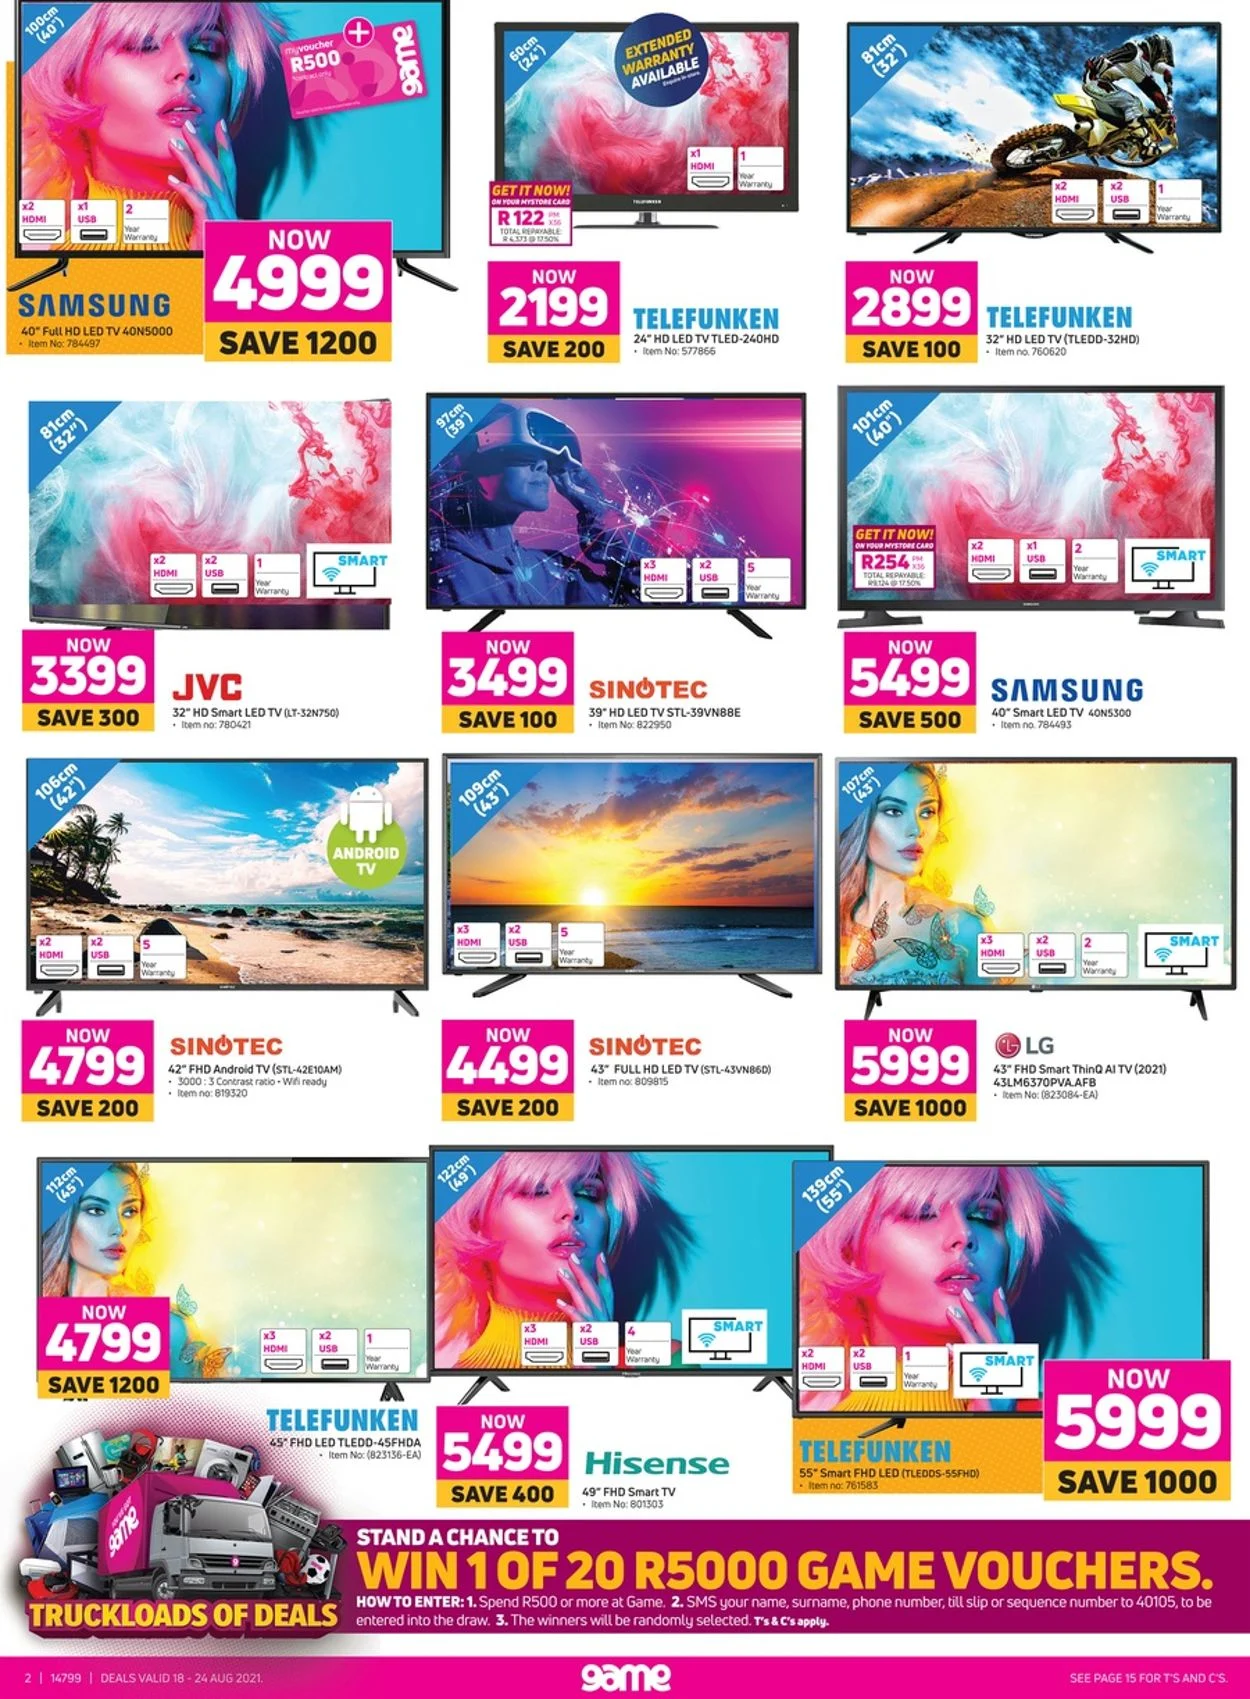 100cm
(40")
myvoucher
R500
game
x2
HDMI
x1
USB
2
Year
Warranty
NOW
4999
SAVE 1200
SAMSUNG
40" Full HD LED TV 40N5000
• Item No: 784497
60cm
(24")
EXTENDED
WARRANTY
AVAILABLE
Enquire in-store.
x1
HDMI
1
Year
Warranty
TELEFUNKEN
GET IT NOW!
ON YOUR MYSTORE CARD
R 122 PM
X36
TOTAL REPAYABLE:
R 4,373 @ 17.50%
NOW
2199
SAVE 200
TELEFUNKEN
24" HD LED TV TLED-240HD
• Item No: 577866
81cm
(32")
x2
HDMI
x2
USB
1
Year
Warranty
NOW
2899
SAVE 100
TELEFUNKEN
32" HD LED TV (TLEDD-32HD)
• Item no. 760620
81cm
(32")
x2
HDMI
x2
USB
1
Year
Warranty
SMART
NOW
3399
SAVE 300
JVC
32" HD Smart LED TV (LT-32N750)
• Item no: 780421
97cm
(39")
x3
HDMI
x2
USB
5
Year
Warranty
NOW
3499
SAVE 100
SINOTEC
39" HD LED TV STL-39VN88E
• Item No: 822950
101cm
(40")
GET IT NOW!
ON YOUR MYSTORE CARD
R254 PM
X36
TOTAL REPAYABLE:
R9,124 @ 17.50%
x2
HDMI
x1
USB
2
Year
Warranty
SMART
SAMSUNG
NOW
5499
SAVE 500
SAMSUNG
40" Smart LED TV 40N5300
• Item no. 784493
106cm
(42")
ANDROID
TV
x2
HDMI
x2
USB
5
Year
Warranty
NOW
4799
SAVE 200
SINOTEC
42" FHD Android TV (STL-42E10AM)
• 3000 : 3 Contrast ratio • Wifi ready
• Item no: 819320
109cm
(43")
x3
HDMI
x2
USB
5
Year
Warranty
NOW
4499
SAVE 200
SINOTEC
43" FULL HD LED TV (STL-43VN86D)
• Item no: 809815
107cm
(43")
x3
HDMI
x2
USB
2
Year
Warranty
SMART
LG
NOW
5999
SAVE 1000
LG
43" FHD Smart ThinQ AI TV (2021)
43LM6370PVA.AFB
• Item No: (823084-EA)
112cm
(45")
x3
HDMI
x2
USB
1
Year
Warranty
NOW
4799
SAVE 1200
TELEFUNKEN
45" FHD LED TLEDD-45FHDA
• Item No: (823136-EA)
122cm
(49")
x3
HDMI
x2
USB
4
Year
Warranty
SMART
Hisense
NOW
5499
SAVE 400
Hisense
49" FHD Smart TV
• Item No: 801303
139cm
(55")
x2
HDMI
x2
USB
1
Year
Warranty
SMART
NOW
5999
SAVE 1000
TELEFUNKEN
55" Smart FHD LED (TLEDDS-55FHD)
• Item no: 761583
game
TRUCKLOADS OF DEALS
STAND A CHANCE TO
WIN 1 OF 20 R5000 GAME VOUCHERS.
HOW TO ENTER: 1. Spend R500 or more at Game. 2. SMS your name, surname, phone number, till slip or sequence number to 40105, to be
entered into the draw. 3. The winners will be randomly selected. T's & C's apply.
2 | 14799 | DEALS VALID 18 - 24 AUG 2021.
game
SEE PAGE 15 FOR T'S AND C'S.